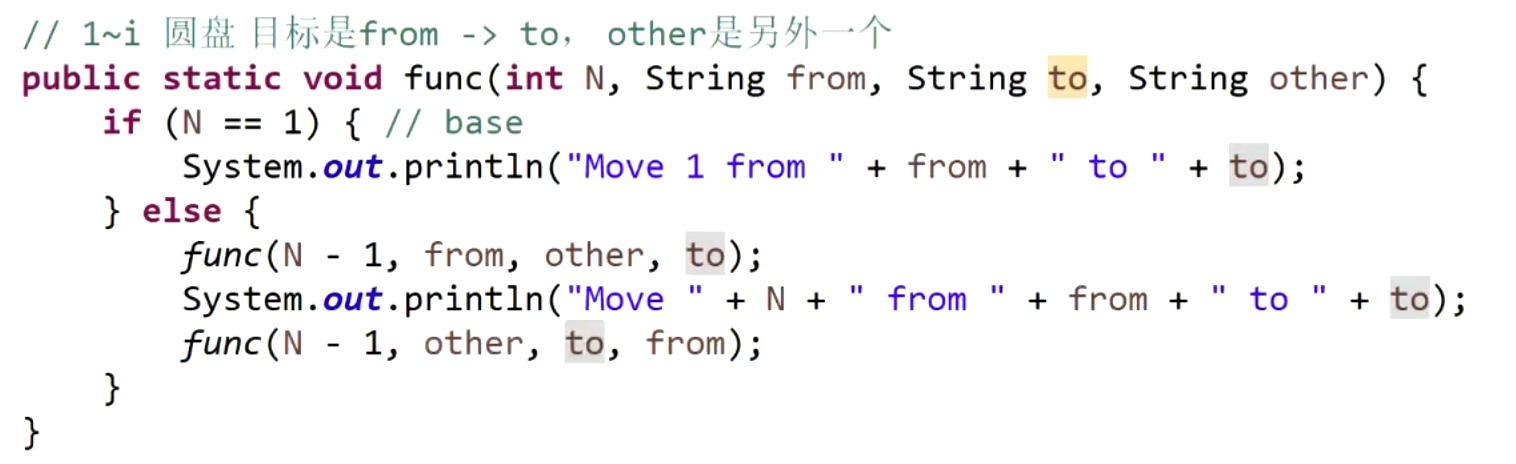 // 1~i 圆盘 目标是from -> to， other是另外一个
public static void func(int N, String from, String to, String other) {
if (N == 1) { // base
System.out.println("Move 1 from " + from + " to " + to);
} else {
func(N - 1, from, other, to);
System.out.println("Move " + N + " from " + from + " to " + to);
func(N - 1, other, to, from);
}
}